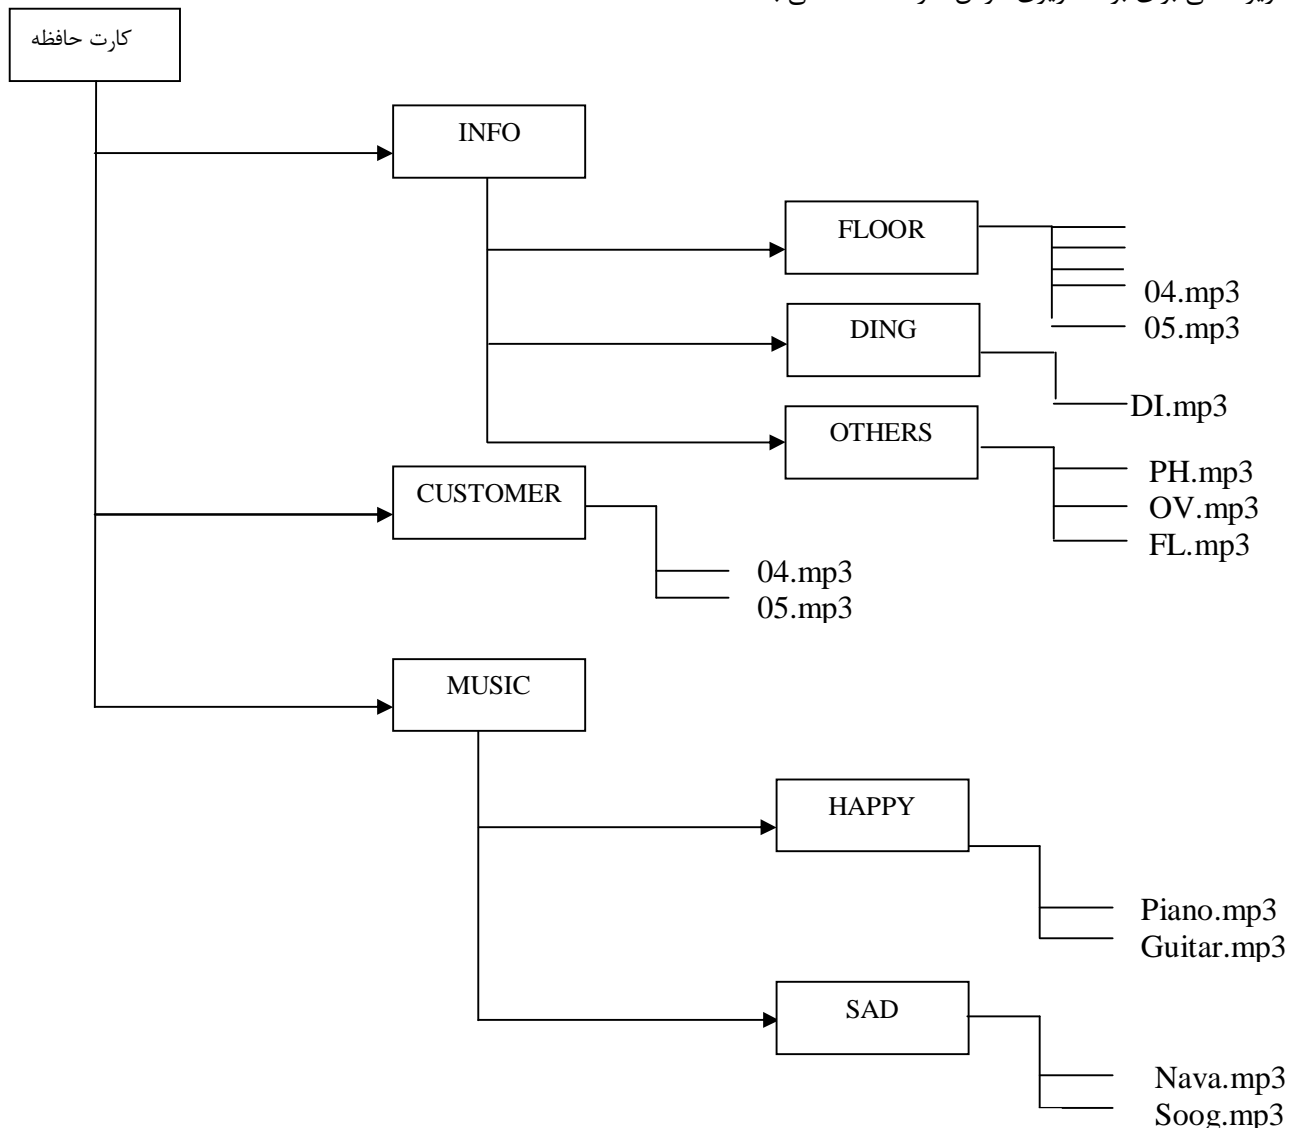 کارت حافظه
INFO
FLOOR
04.mp3
05.mp3
DING
DI.mp3
OTHERS
PH.mp3
OV.mp3
FL.mp3
CUSTOMER
04.mp3
05.mp3
MUSIC
HAPPY
Piano.mp3
Guitar.mp3
SAD
Nava.mp3
Soog.mp3